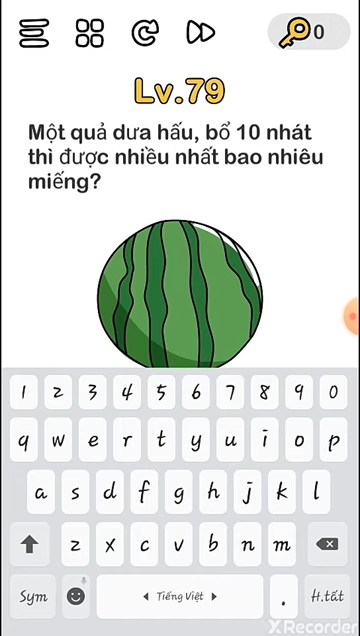 0
Lv.79
Một quả dưa hấu, bổ 10 nhát
thì được nhiều nhất bao nhiêu
miếng?
1 2 3 4 5 6 7 8 9 0
q w e r t y u i o p
a s d f g h j k l
z x c v b n m
Sym Tiếng Việt . H.tất
XRecorder